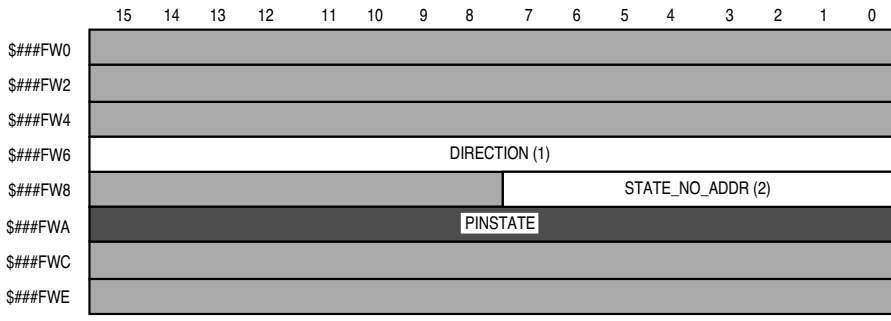 15 14 13 12 11 10 9 8 7 6 5 4 3 2 1 0
$###FW0
$###FW2
$###FW4
$###FW6 DIRECTION (1)
$###FW8 STATE_NO_ADDR (2)
$###FWA PINSTATE
$###FWC
$###FWE